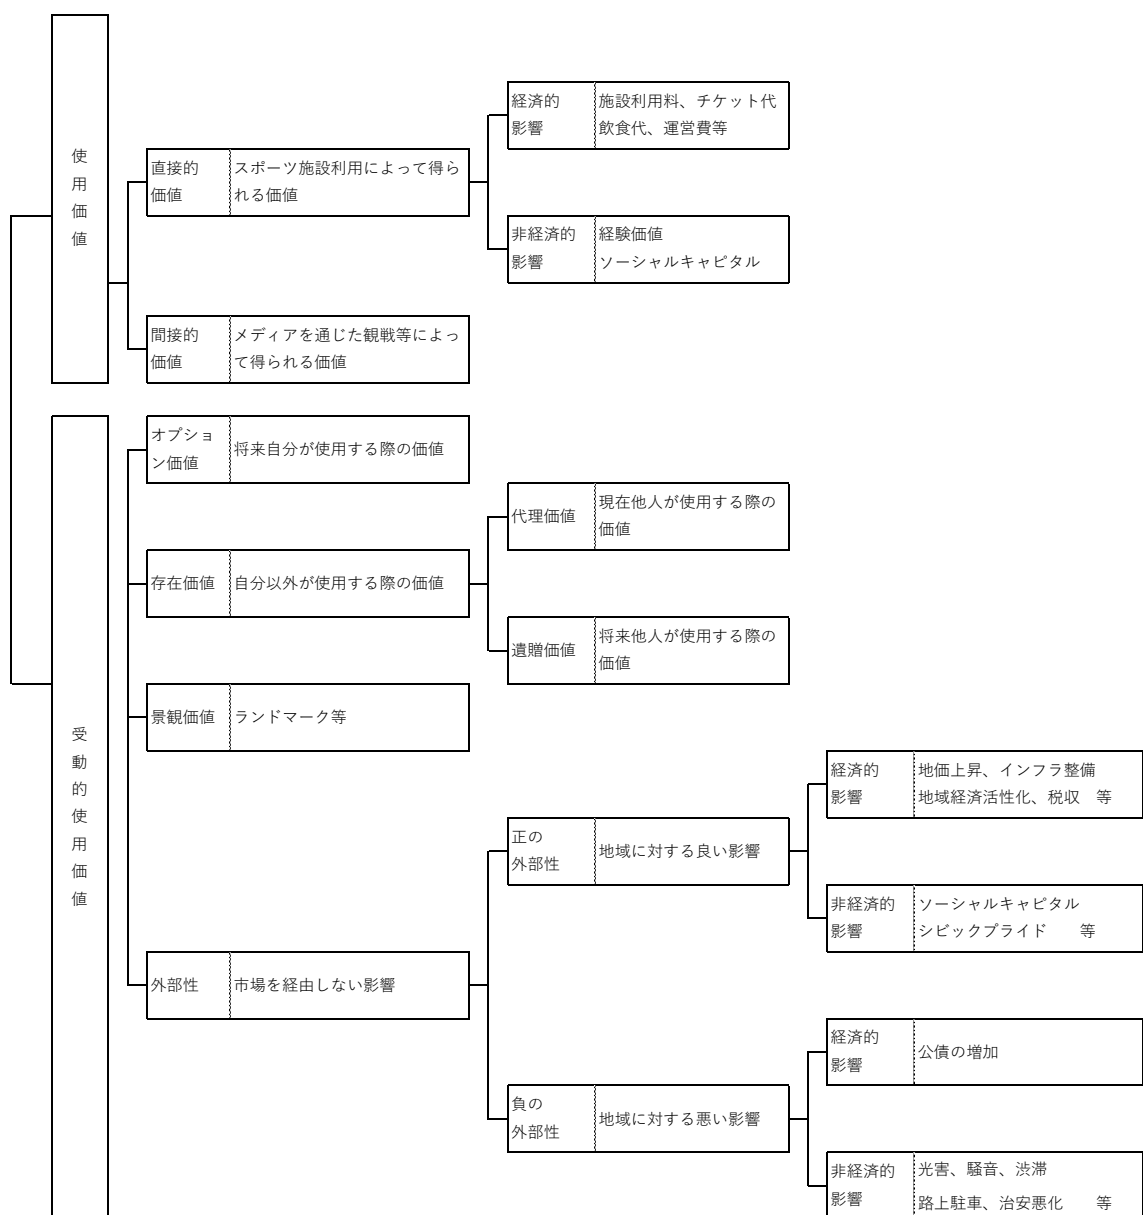 使用価値
直接的
価値
スポーツ施設利用によって得ら
れる価値
経済的
影響
施設利用料、チケット代
飲食代、運営費等
非経済的
影響
経験価値
ソーシャルキャピタル
間接的
価値
メディアを通じた観戦等によっ
て得られる価値
受動的使用価値
オプショ
ン価値
将来自分が使用する際の価値
存在価値
自分以外が使用する際の価値
代理価値
現在他人が使用する際の
価値
遺贈価値
将来他人が使用する際の
価値
景観価値
ランドマーク等
外部性
市場を経由しない影響
正の
外部性
地域に対する良い影響
経済的
影響
地価上昇、インフラ整備
地域経済活性化、税収　等
非経済的
影響
ソーシャルキャピタル
シビックプライド　　等
負の
外部性
地域に対する悪い影響
経済的
影響
公債の増加
非経済的
影響
光害、騒音、渋滞
路上駐車、治安悪化　　等